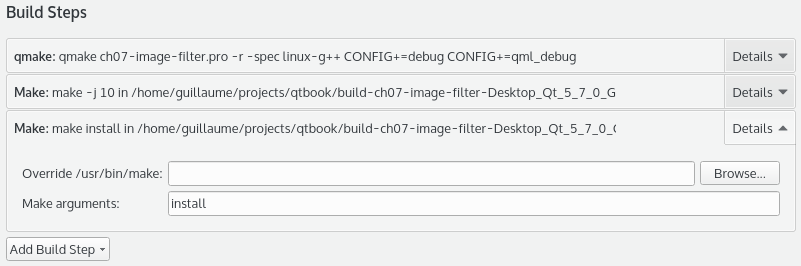 Build Steps
qmake: qmake ch07-image-filter.pro -r -spec linux-g++ CONFIG+=debug CONFIG+=qml_debug Details
Make: make -j 10 in /home/guillaume/projects/qtbook/build-ch07-image-filter-Desktop_Qt_5_7_0_G Details
Make: make install in /home/guillaume/projects/qtbook/build-ch07-image-filter-Desktop_Qt_5_7_0_ Details
Override /usr/bin/make: Browse...
Make arguments: install
Add Build Step